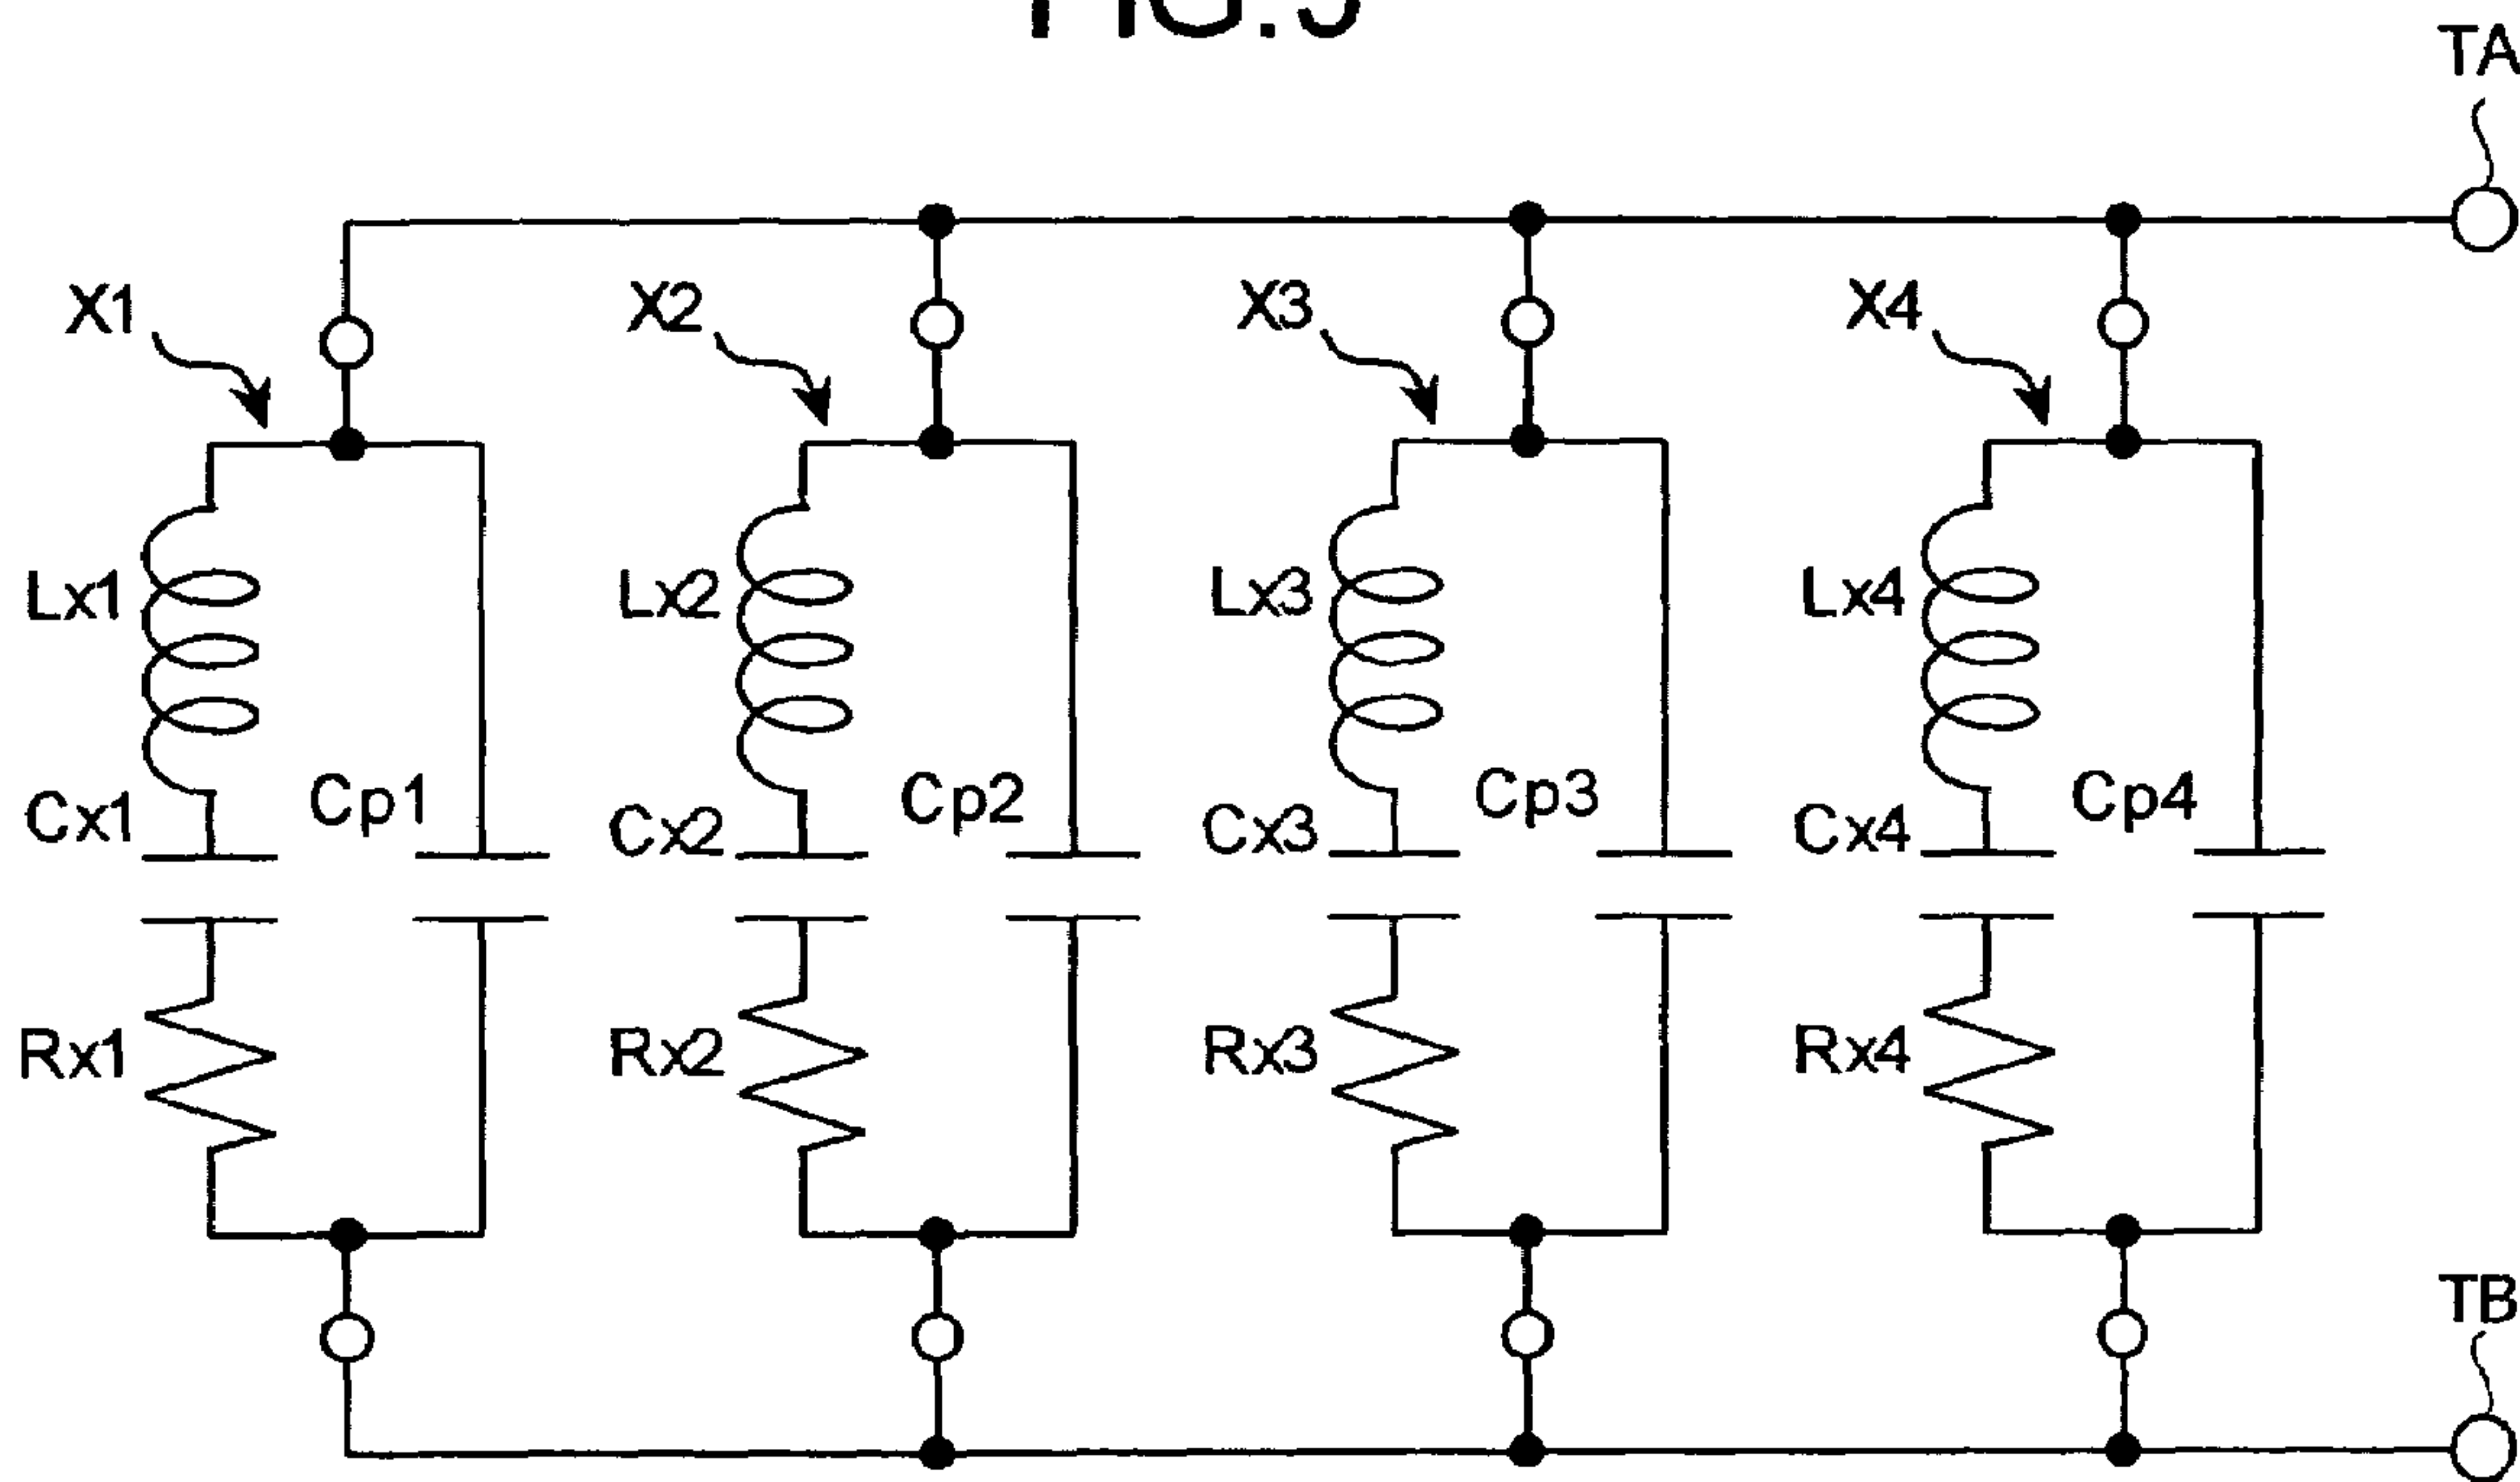 TA
X1 X2 X3 X4
Lx1 Lx2 Lx3 Lx4
Cp1 Cp2 Cp3 Cp4
Cx1 Cx2 Cx3 Cx4
Rx1 Rx2 Rx3 Rx4
TB